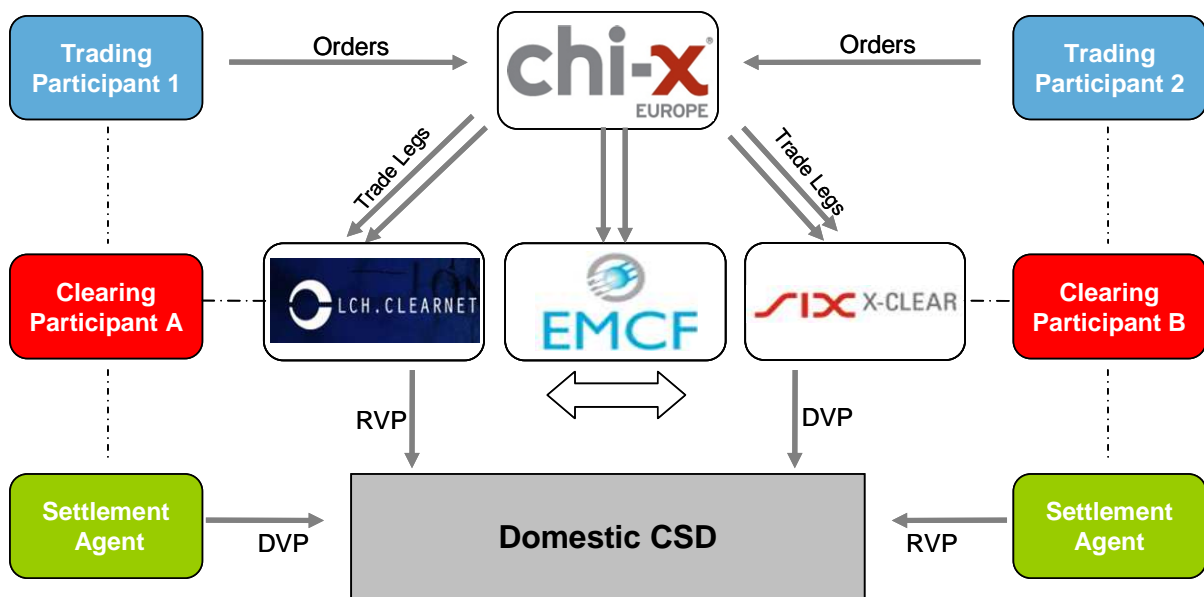 Trading
Participant 1
Orders
chi-x®
EUROPE
Orders
Trading
Participant 2
Trade Legs
Trade Legs
Clearing
Participant A
LCH.CLEARNET
EMCF
SIX X-CLEAR
Clearing
Participant B
RVP
DVP
Settlement
Agent
DVP
Domestic CSD
RVP
Settlement
Agent